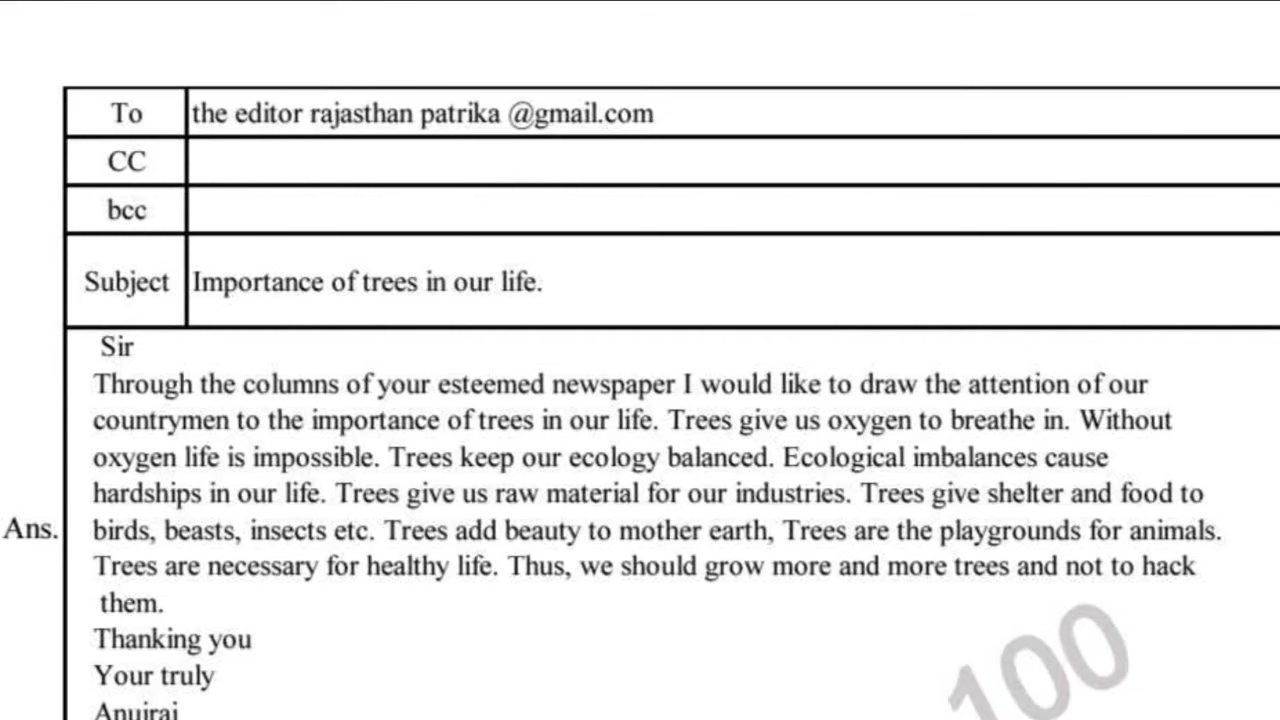 To the editor rajasthan patrika @gmail.com
CC
bcc
Subject Importance of trees in our life.
Sir
Through the columns of your esteemed newspaper I would like to draw the attention of our
countrymen to the importance of trees in our life. Trees give us oxygen to breathe in. Without
oxygen life is impossible. Trees keep our ecology balanced. Ecological imbalances cause
hardships in our life. Trees give us raw material for our industries. Trees give shelter and food to
Ans. birds, beasts, insects etc. Trees add beauty to mother earth, Trees are the playgrounds for animals.
Trees are necessary for healthy life. Thus, we should grow more and more trees and not to hack
them.
Thanking you
Your truly
Anuiraj
100